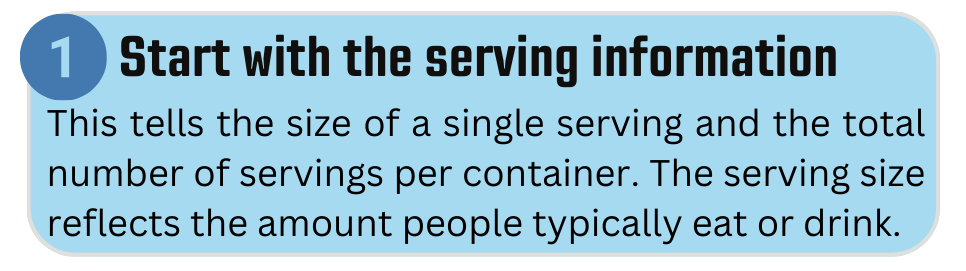 1 Start with the serving information
This tells the size of a single serving and the total
number of servings per container. The serving size
reflects the amount people typically eat or drink.